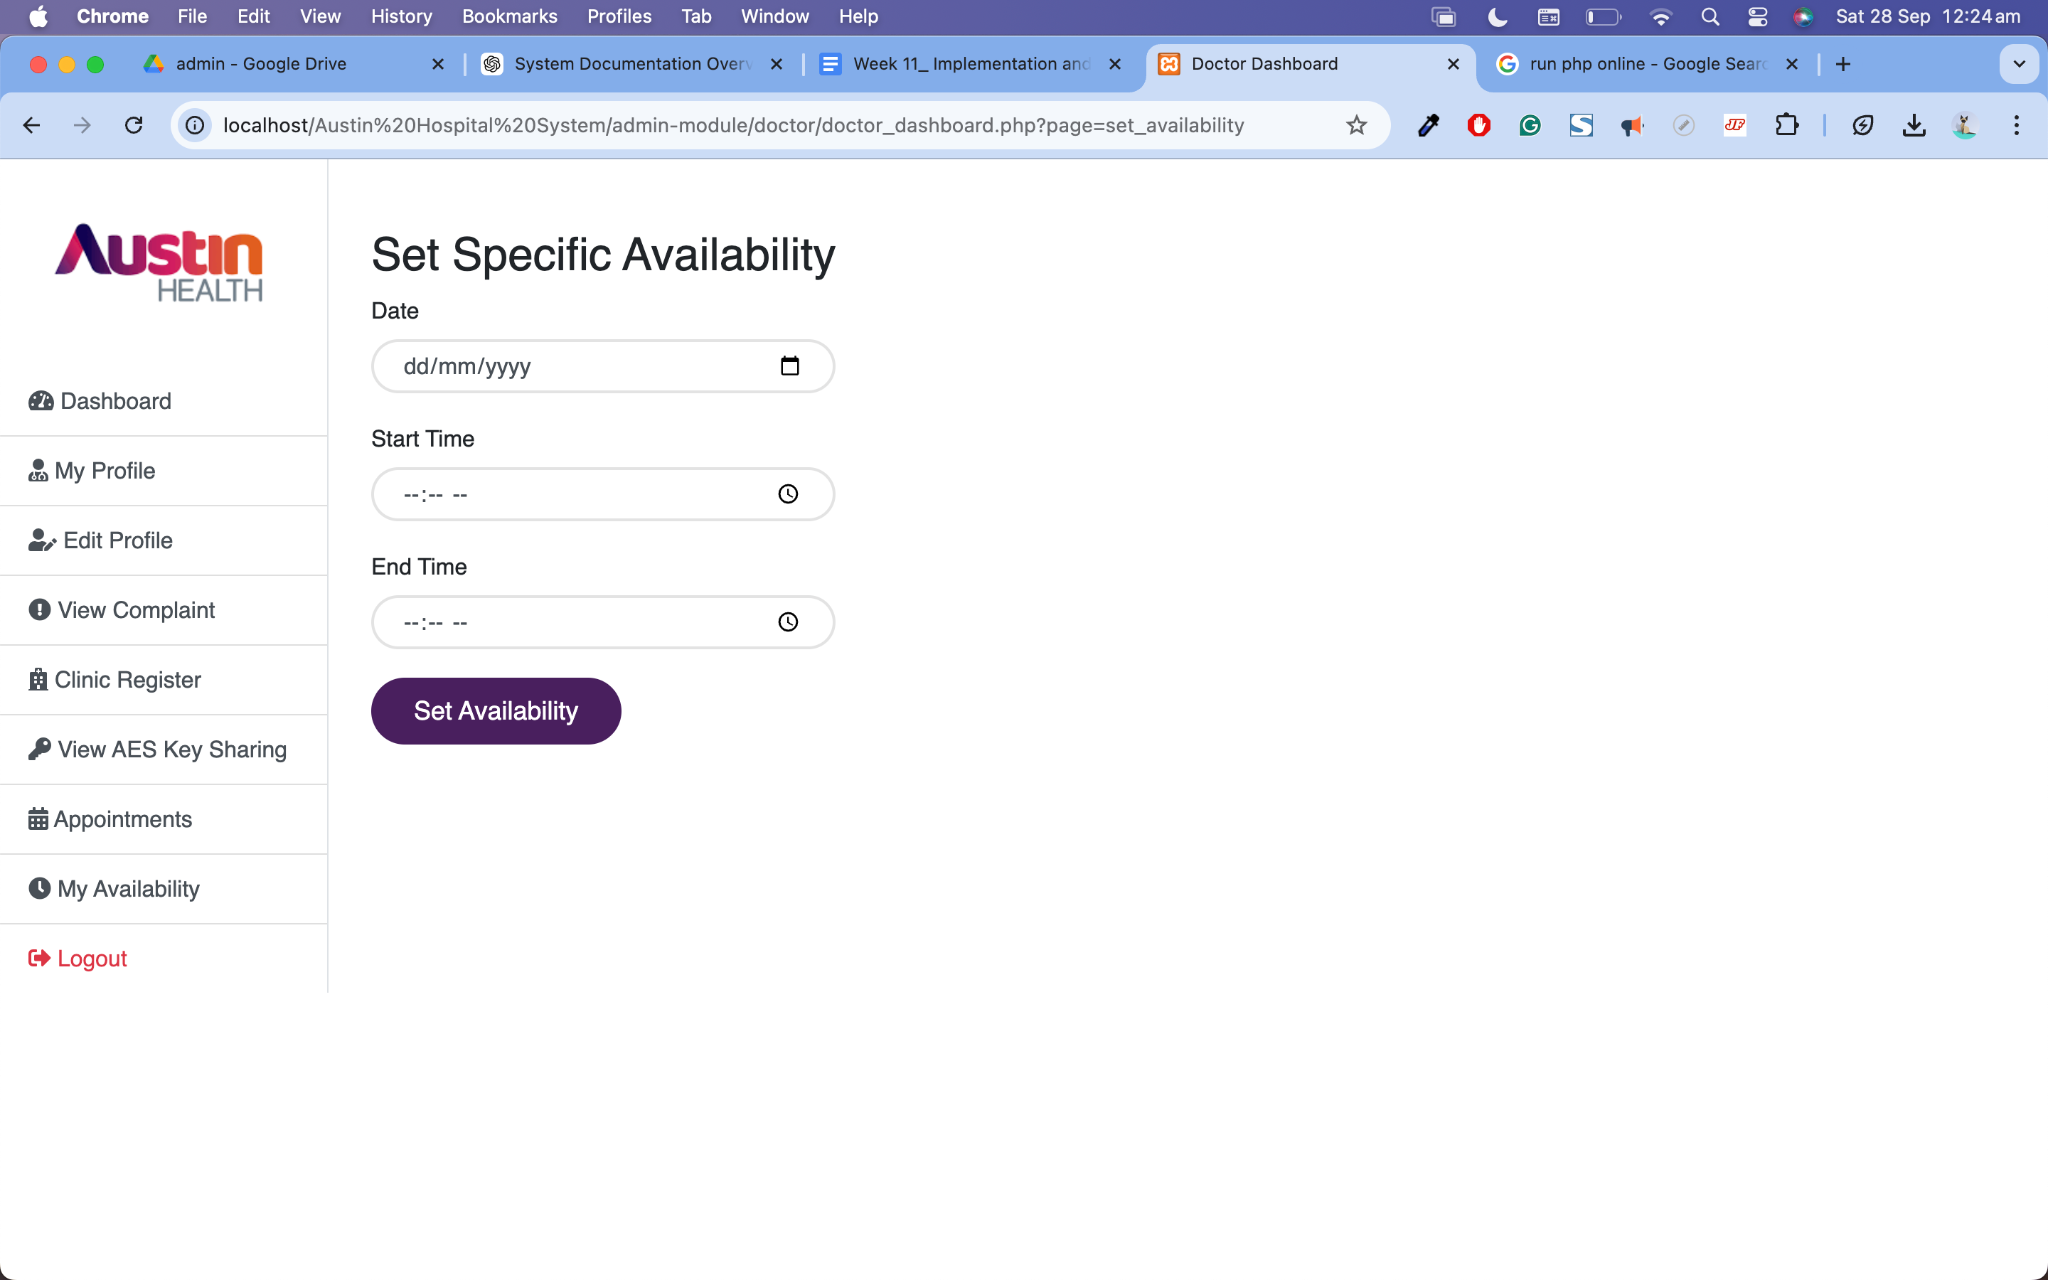 Chrome File Edit View History Bookmarks Profiles Tab Window Help Sat 28 Sep 12:24 am
admin - Google Drive System Documentation Over Week 11_ Implementation and Doctor Dashboard run php online - Google Sear
localhost/Austin%20Hospital%20System/admin-module/doctor/doctor_dashboard.php?page=set_availability
Austin
HEALTH
Dashboard
My Profile
Edit Profile
View Complaint
Clinic Register
View AES Key Sharing
Appointments
My Availability
Logout
Set Specific Availability
Date
dd/mm/yyyy
Start Time
--:-- --
End Time
--:-- --
Set Availability